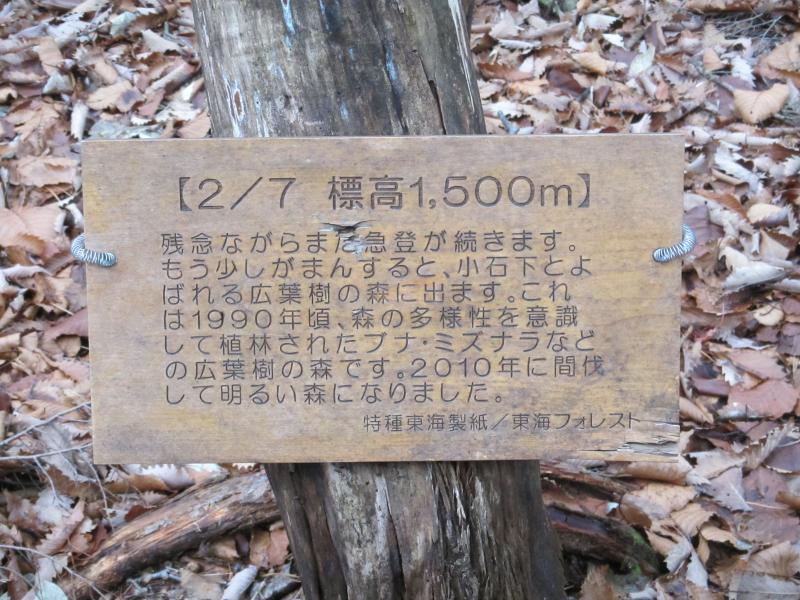 【2／7 標高1,500m】
残念ながらまだ急登が続きます。
もう少しがまんすると、小石下とよ
ばれる広葉樹の森に出ます。これ
は1990年頃、森の多様性を意識
して植林されたブナ・ミズナラなど
の広葉樹の森です。2010年に間伐
して明るい森になりました。
特種東海製紙／東海フォレスト